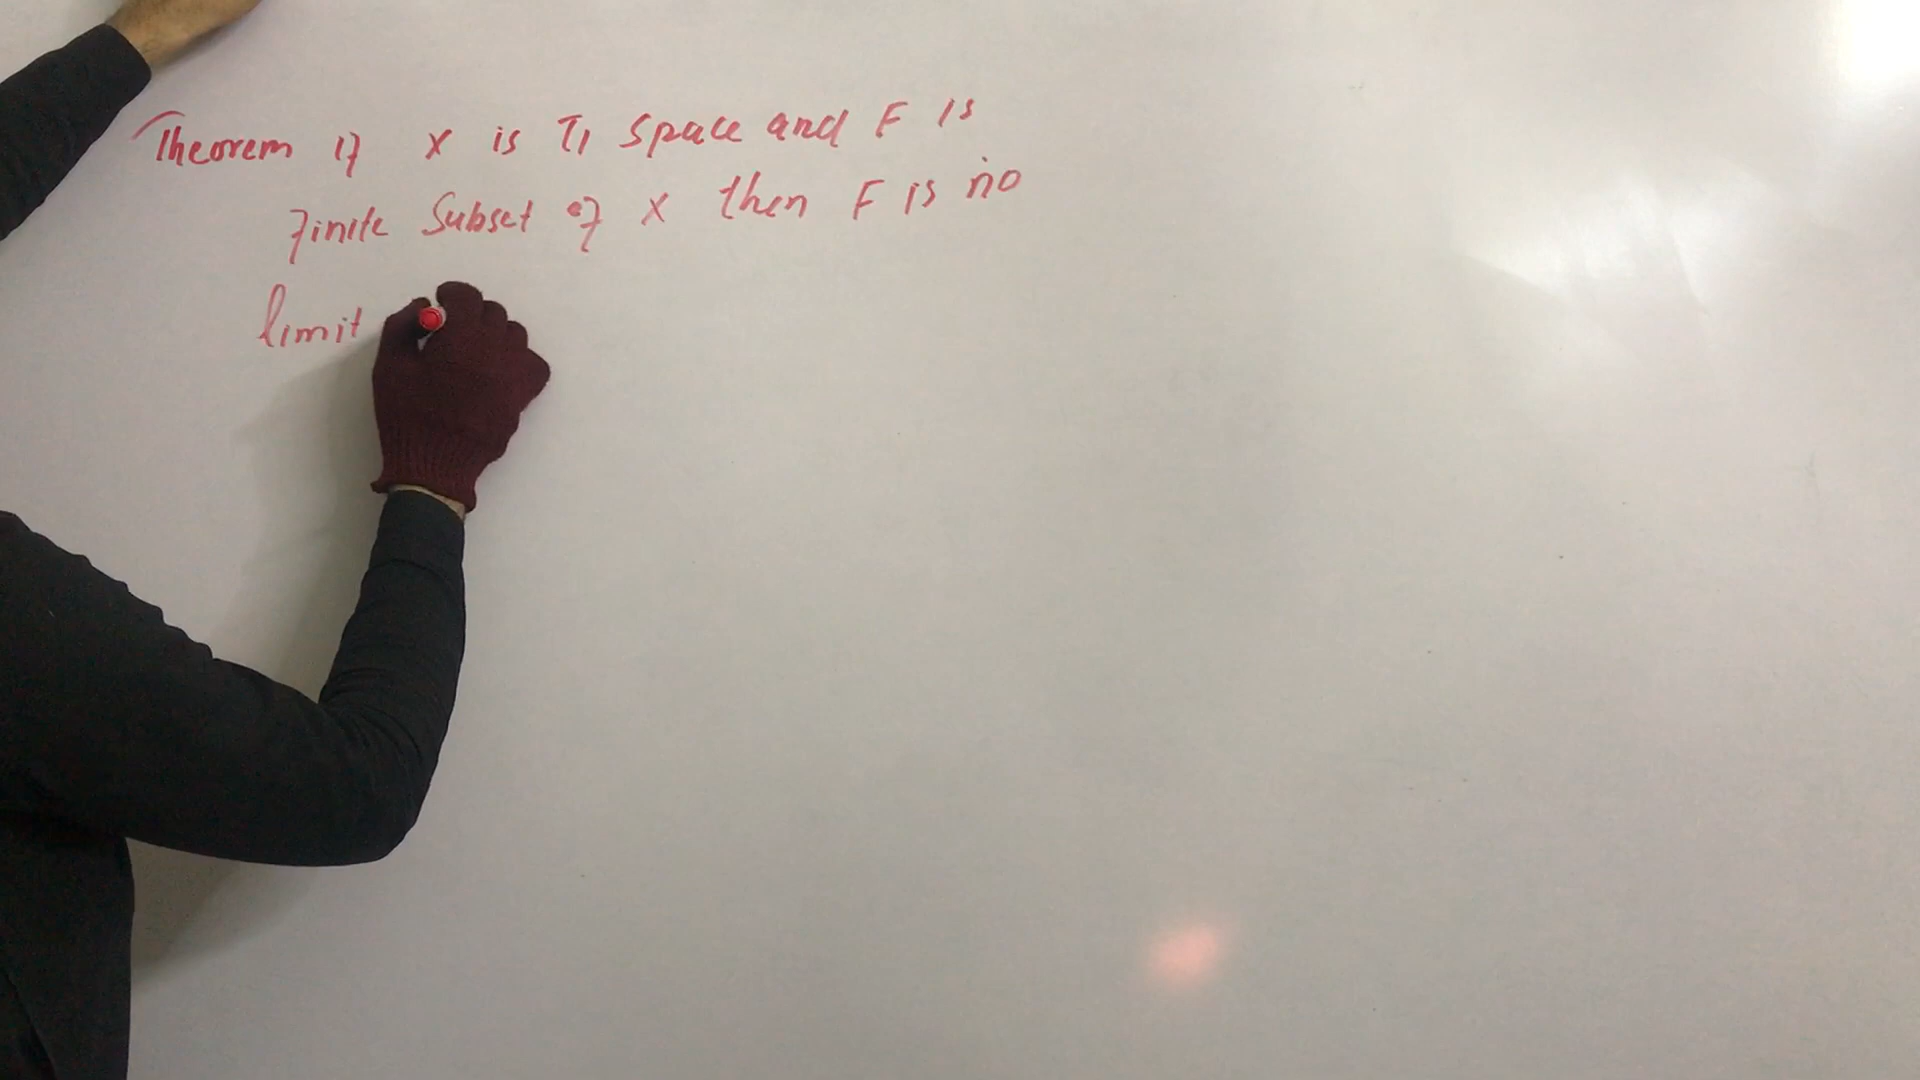 Theorem if X is T1 space and F is
finite Subset of X then F is no
limit